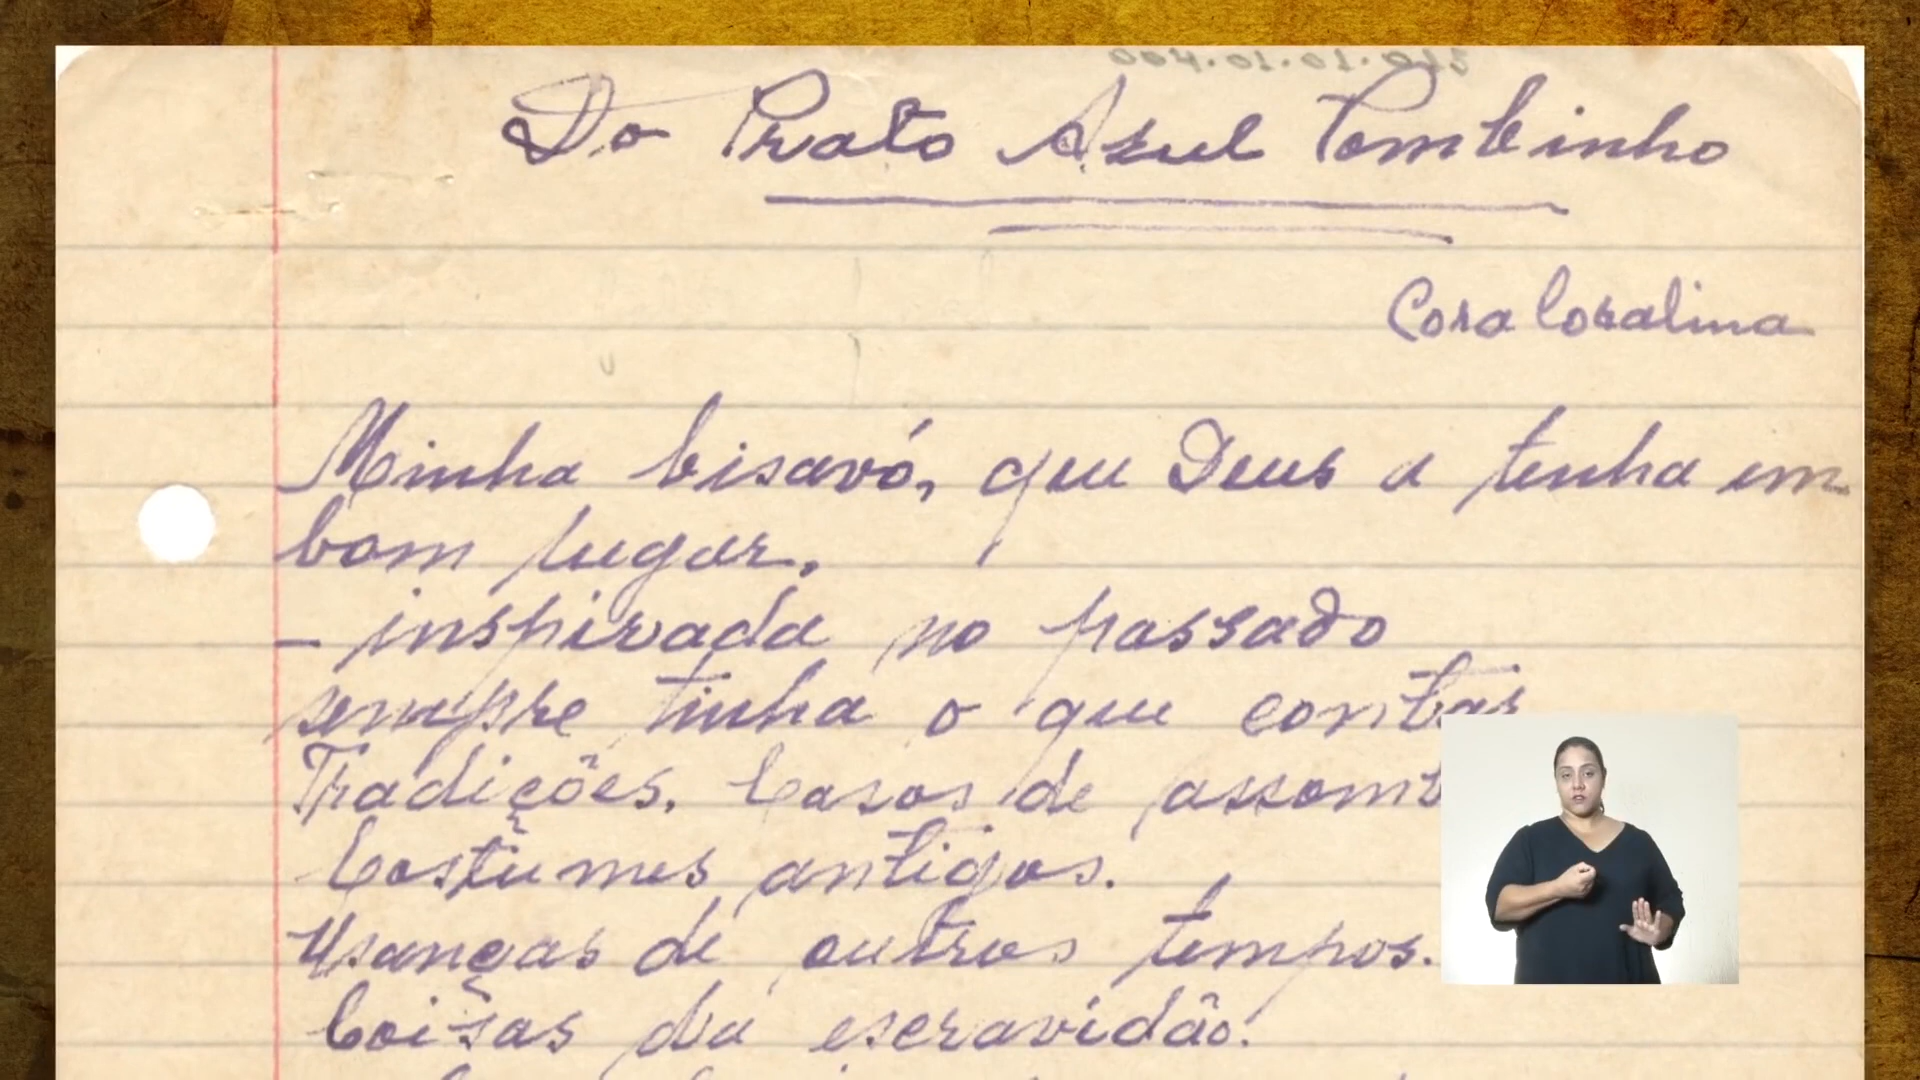 Do Prato Azul Pombinho
Cora Coralina
Minha bisavó, que Deus a tenha em
bom lugar,
- inspirada no passado
sempre tinha o que contar
Tradições. Casos de assomb
Costumes antigos.
Usanças de outros tempos.
Coisas da escravidão.